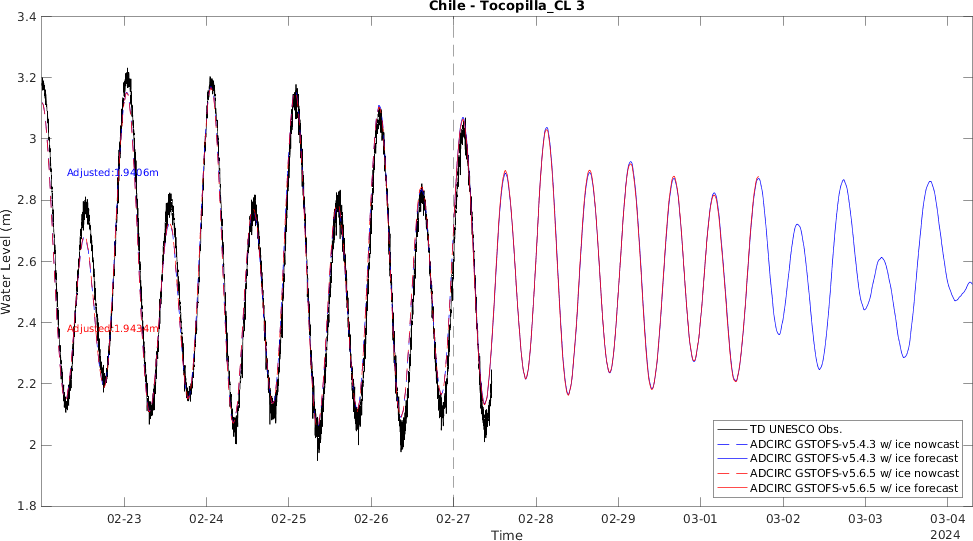 Chile - Tocopilla_CL 3
3.4
3.2
3
2.8
2.6
2.4
2.2
2
1.8
Water Level (m)
Adjusted:1.9406m
Adjusted:1.9434m
TD UNESCO Obs.
ADCIRC GSTOFS-v5.4.3 w/ ice nowcast
ADCIRC GSTOFS-v5.4.3 w/ ice forecast
ADCIRC GSTOFS-v5.6.5 w/ ice nowcast
ADCIRC GSTOFS-v5.6.5 w/ ice forecast
02-23 02-24 02-25 02-26 02-27 02-28 02-29 03-01 03-02 03-03 03-04
2024
Time